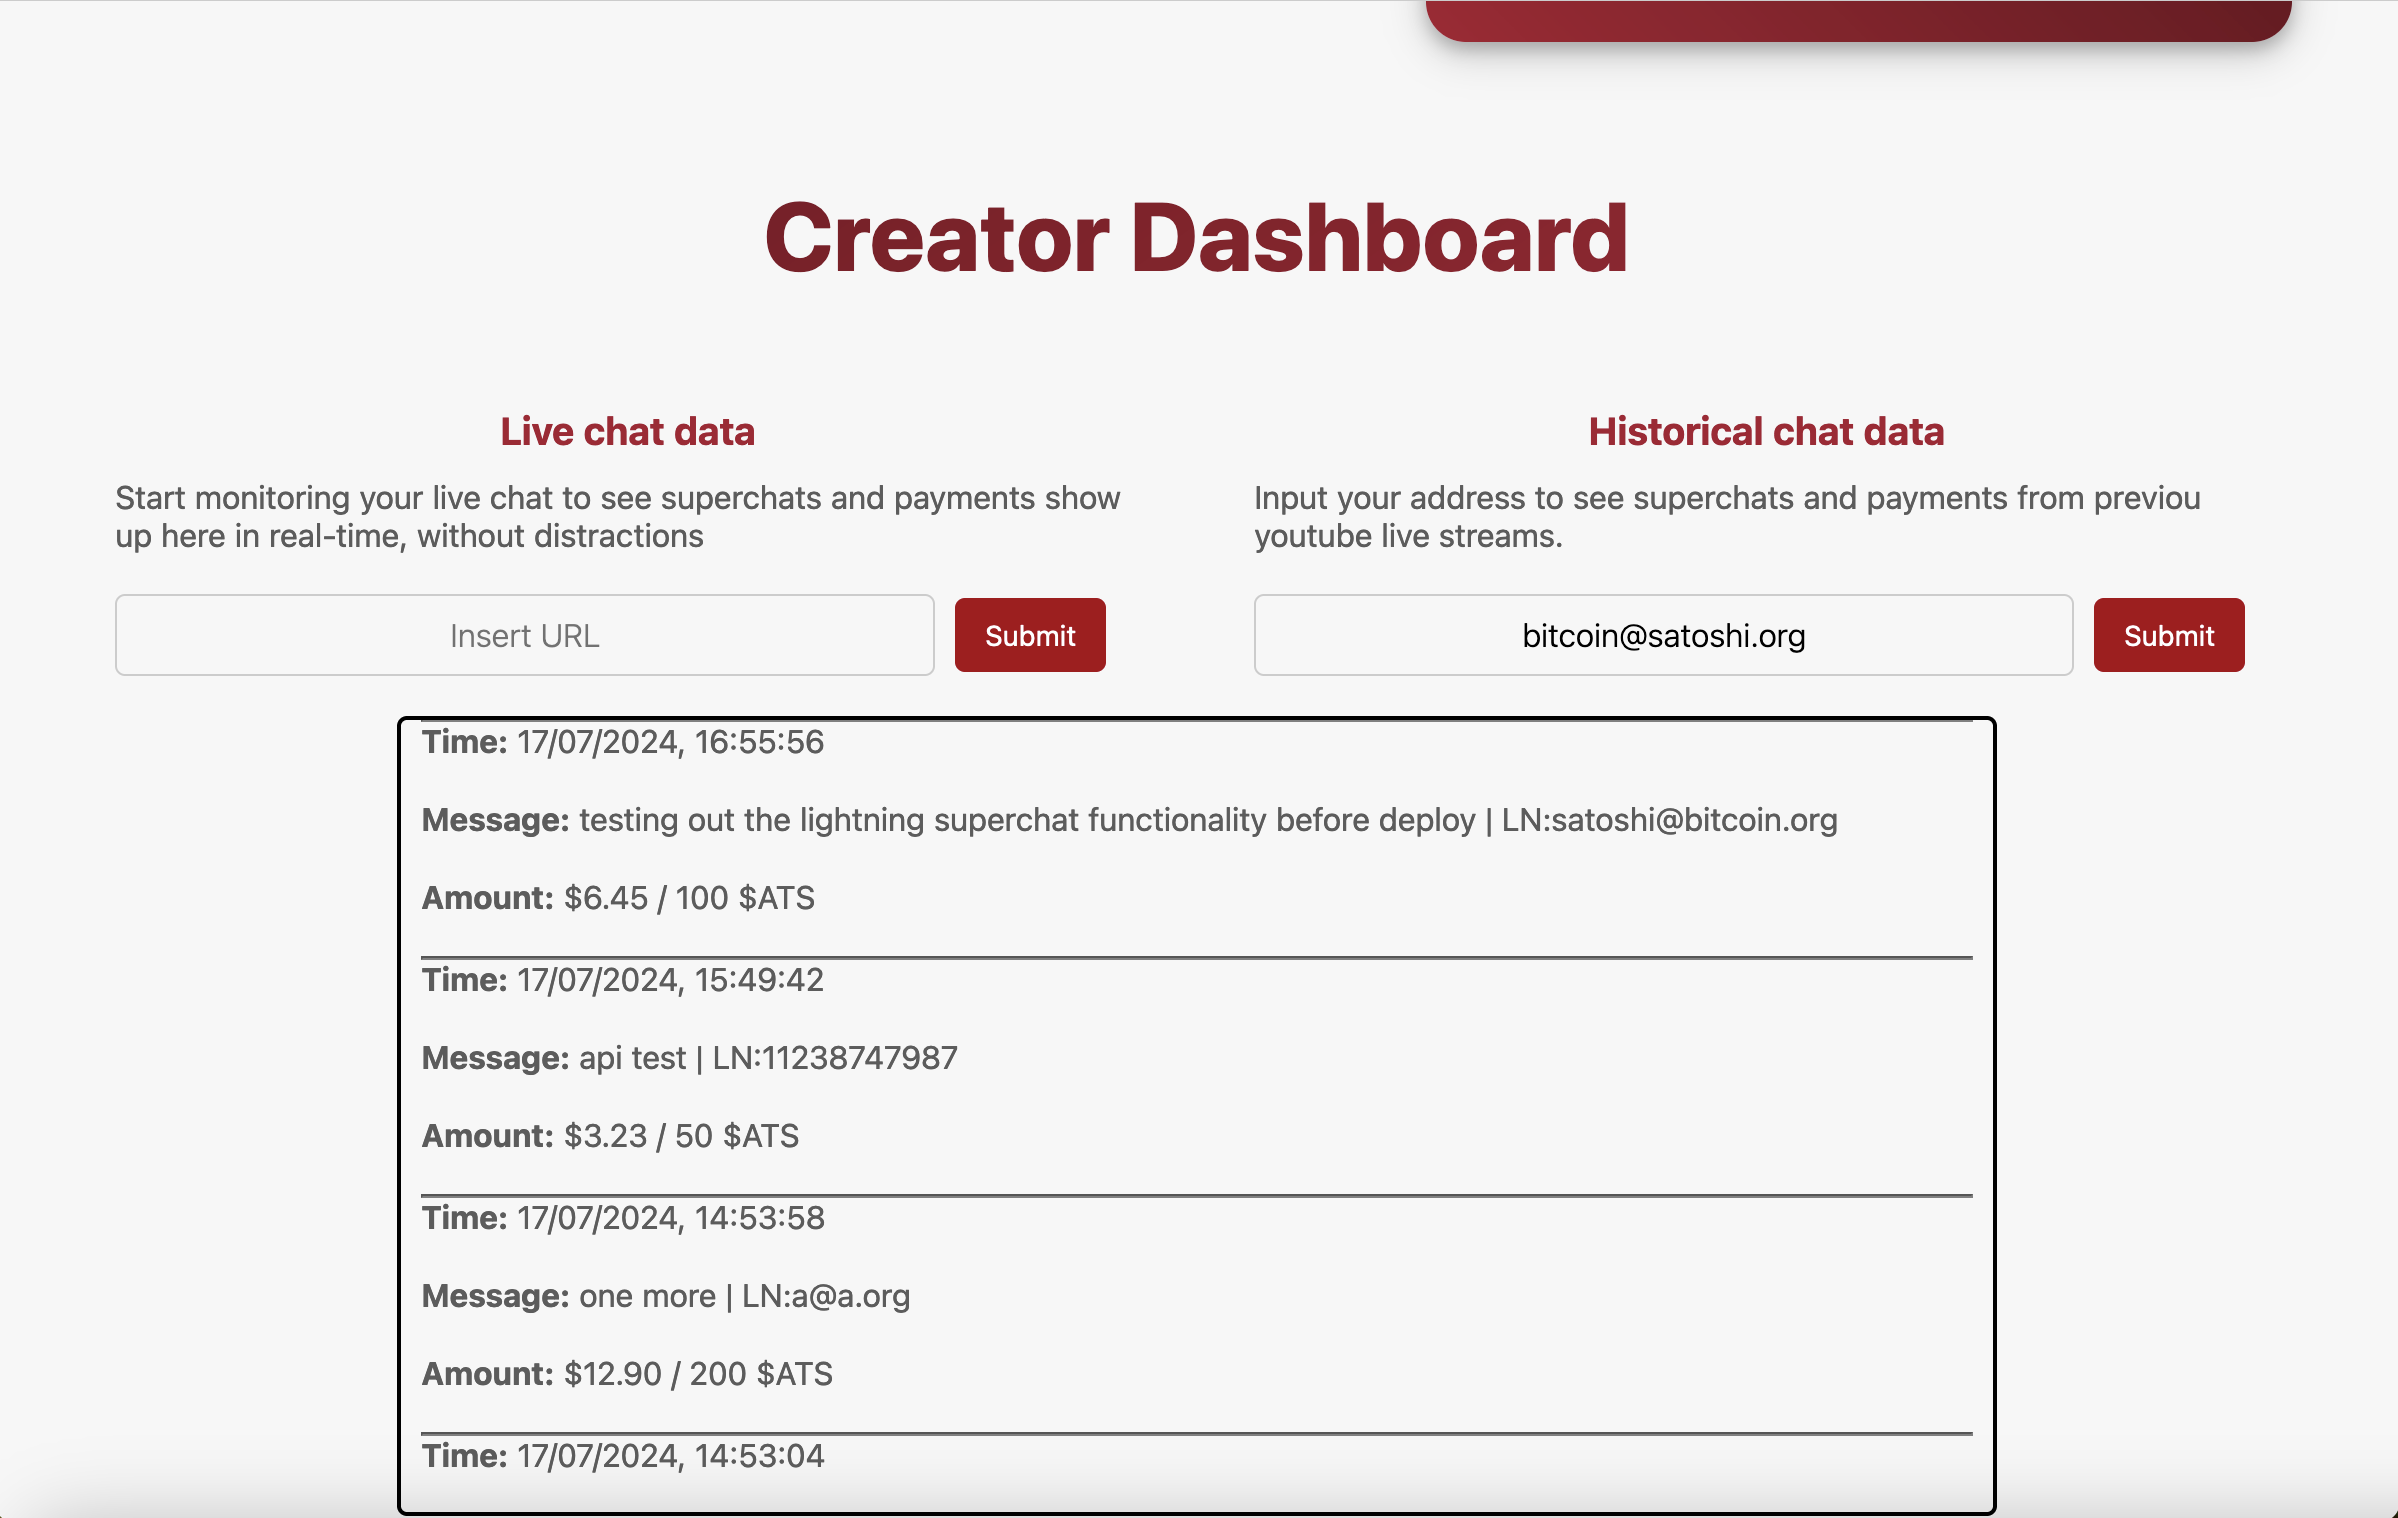 Creator Dashboard
Live chat data
Start monitoring your live chat to see superchats and payments show
up here in real-time, without distractions
Insert URL
Submit
Historical chat data
Input your address to see superchats and payments from previou
youtube live streams.
bitcoin@satoshi.org
Submit
Time: 17/07/2024, 16:55:56
Message: testing out the lightning superchat functionality before deploy | LN:satoshi@bitcoin.org
Amount: $6.45 / 100 $ATS
Time: 17/07/2024, 15:49:42
Message: api test | LN:11238747987
Amount: $3.23 / 50 $ATS
Time: 17/07/2024, 14:53:58
Message: one more | LN:a@a.org
Amount: $12.90 / 200 $ATS
Time: 17/07/2024, 14:53:04